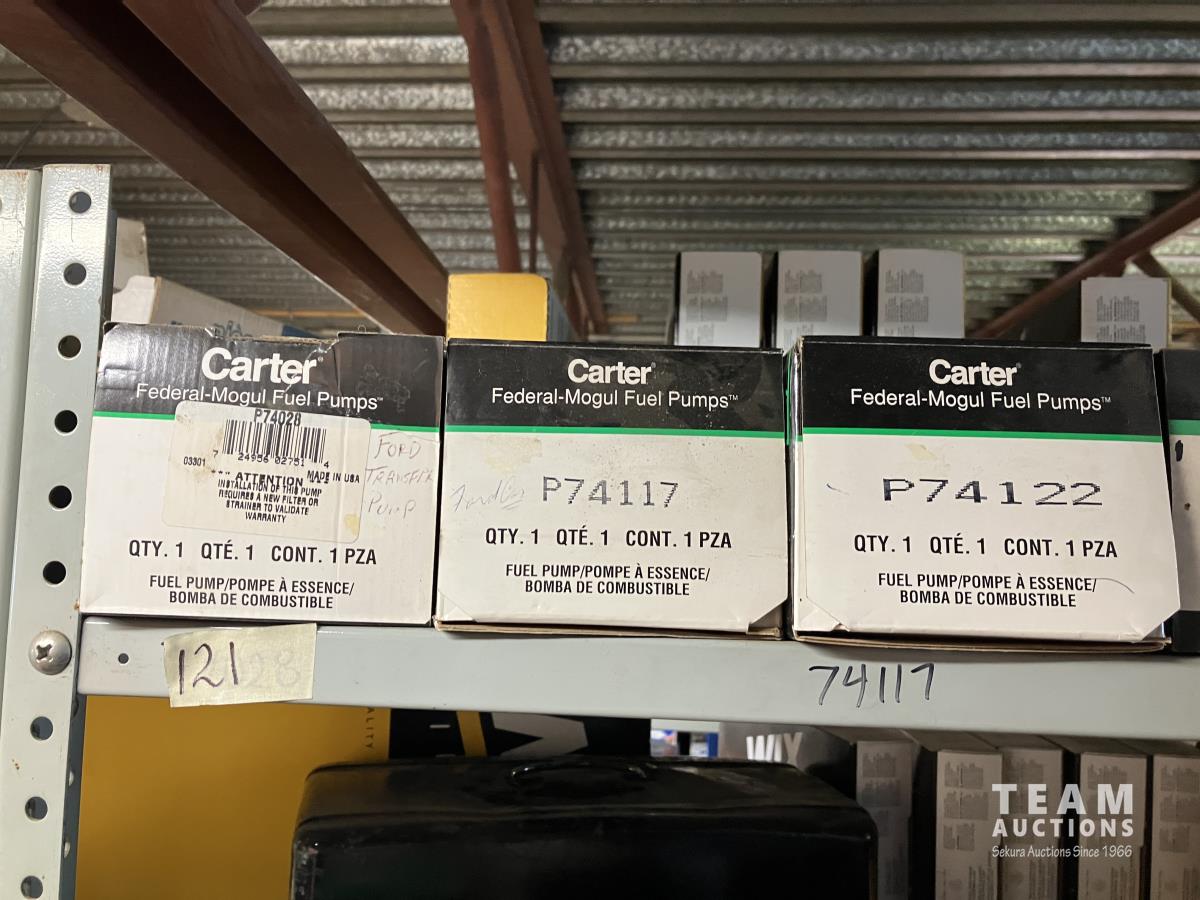 Carter
Federal-Mogul Fuel Pumps™
P74028
03301 7 24956 02751 4
MADE IN USA
** ATTENTION
INSTALLATION OF THIS PUMP
REQUIRES A NEW FILTER OR
STRAINER TO VALIDATE
WARRANTY
FORD
TRANSFER
PUMP
QTY. 1 QTÉ. 1 CONT. 1 PZA
FUEL PUMP/POMPE À ESSENCE/
BOMBA DE COMBUSTIBLE
Carter
Federal-Mogul Fuel Pumps™
P74117
QTY. 1 QTÉ. 1 CONT. 1 PZA
FUEL PUMP/POMPE À ESSENCE/
BOMBA DE COMBUSTIBLE
Carter
Federal-Mogul Fuel Pumps™
P74122
QTY. 1 QTÉ. 1 CONT. 1 PZA
FUEL PUMP/POMPE À ESSENCE/
BOMBA DE COMBUSTIBLE
12128
74117
WIX
TEAM
AUCTIONS
Sekura Auctions Since 1966